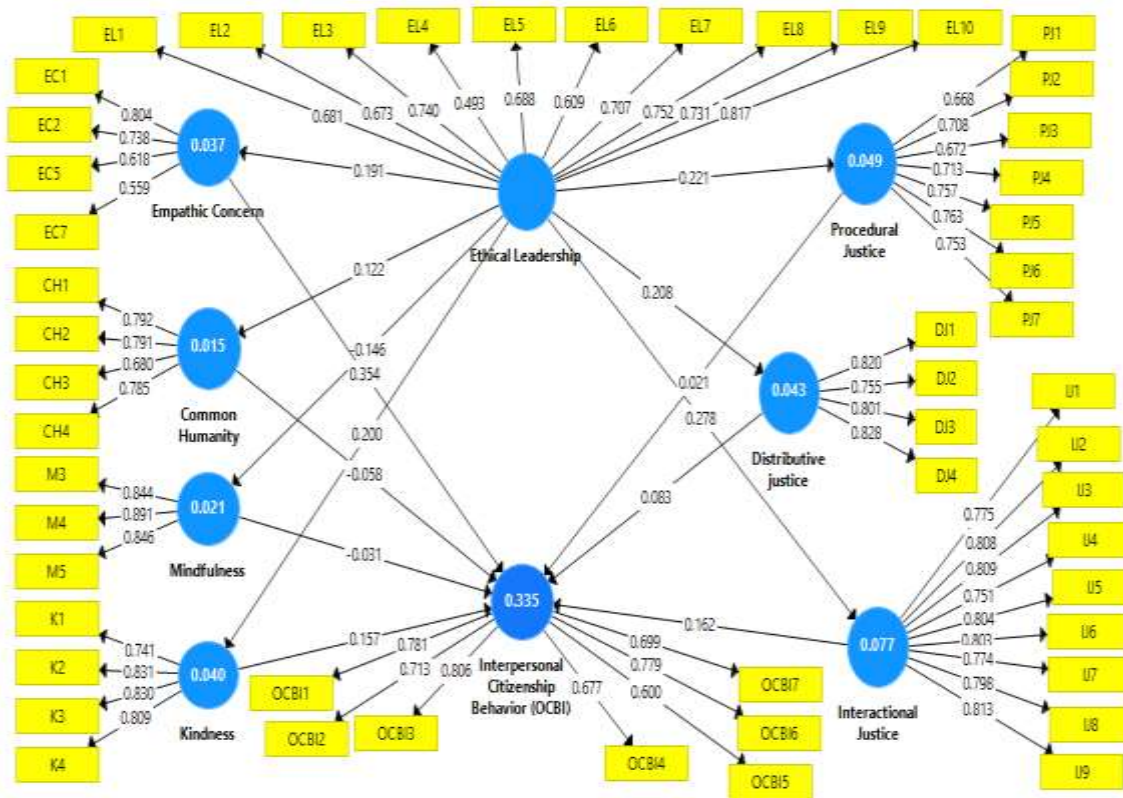 EL1
EL2
EL3
EL4
EL5
EL6
EL7
EL8
EL9
EL10
0.681
0.673
0.740
0.493
0.688
0.609
0.707
0.752
0.731
0.817
EC1
EC2
EC5
EC7
0.804
0.738
0.618
0.559
0.037
Empathic Concern
0.191
Ethical Leadership
0.221
0.049
Procedural
Justice
PJ1
PJ2
PJ3
PJ4
PJ5
PJ6
PJ7
0.668
0.708
0.672
0.713
0.757
0.763
0.753
0.122
0.208
CH1
CH2
CH3
CH4
0.792
0.791
0.680
0.785
0.015
Common
Humanity
-0.146
0.354
0.021
0.278
0.043
Distributive
justice
DJ1
DJ2
DJ3
DJ4
0.820
0.755
0.801
0.828
0.200
-0.058
0.083
M3
M4
M5
0.844
0.891
0.846
0.021
Mindfulness
-0.031
K1
K2
K3
K4
0.741
0.831
0.830
0.809
0.040
Kindness
0.157
0.335
Interpersonal
Citizenship
Behavior (OCBI)
0.162
0.781
0.713
0.806
0.677
0.699
0.779
0.600
OCBI1
OCBI2
OCBI3
OCBI4
OCBI5
OCBI6
OCBI7
0.077
Interactional
Justice
IJ1
IJ2
IJ3
IJ4
IJ5
IJ6
IJ7
IJ8
IJ9
0.775
0.808
0.809
0.751
0.804
0.803
0.774
0.798
0.813